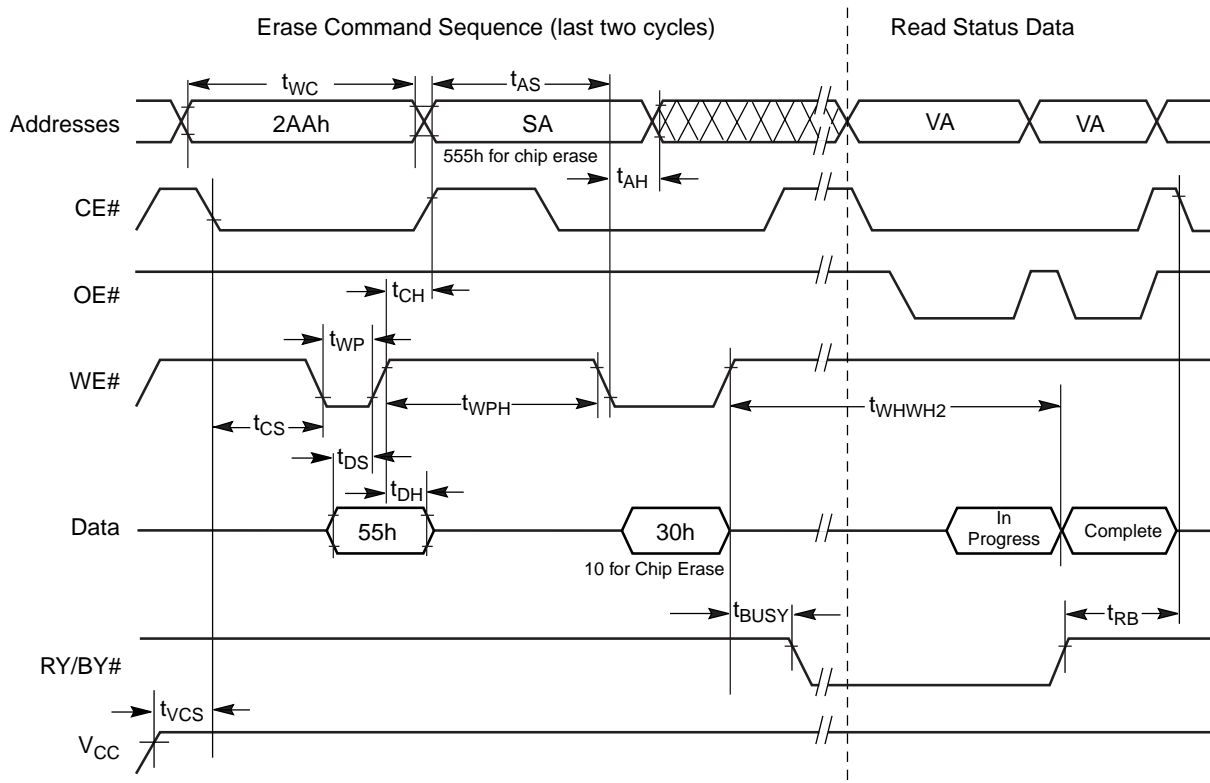 Erase Command Sequence (last two cycles)
Read Status Data
tWC
tAS
Addresses
2AAh
SA
VA
VA
555h for chip erase
tAH
CE#
OE#
tCH
tWP
WE#
tWPH
tWHWH2
tCS
tDS
tDH
Data
55h
30h
In
Progress
Complete
10 for Chip Erase
tBUSY
tRB
RY/BY#
tVCS
VCC